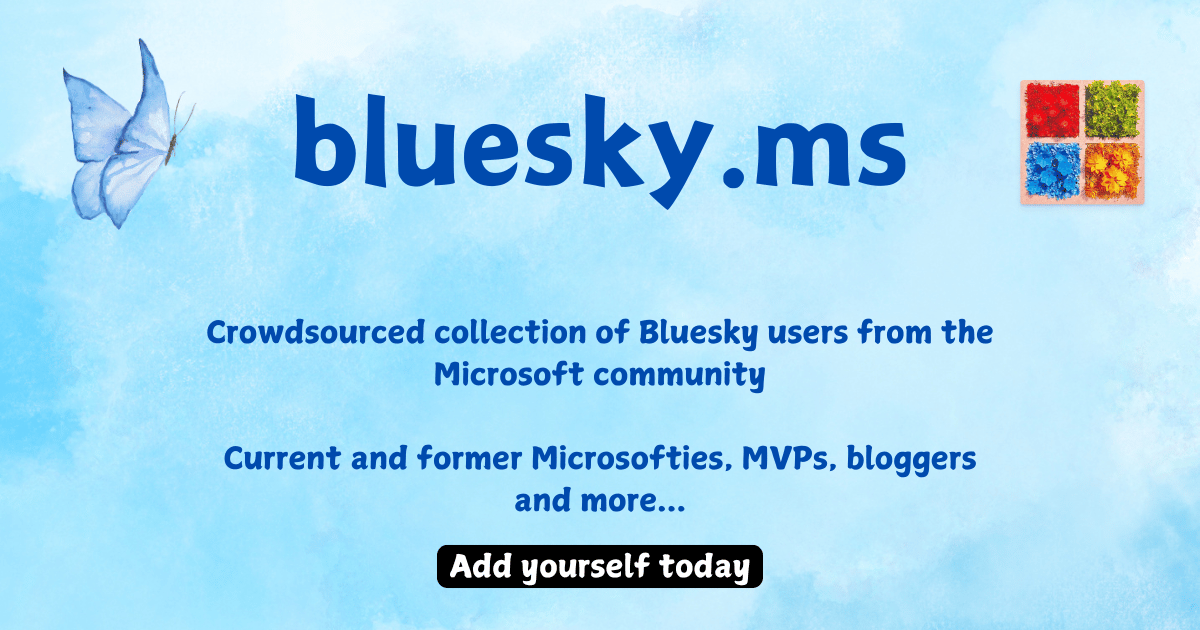 bluesky.ms
Crowdsourced collection of Bluesky users from the
Microsoft community
Current and former Microsofties, MVPs, bloggers
and more...
Add yourself today